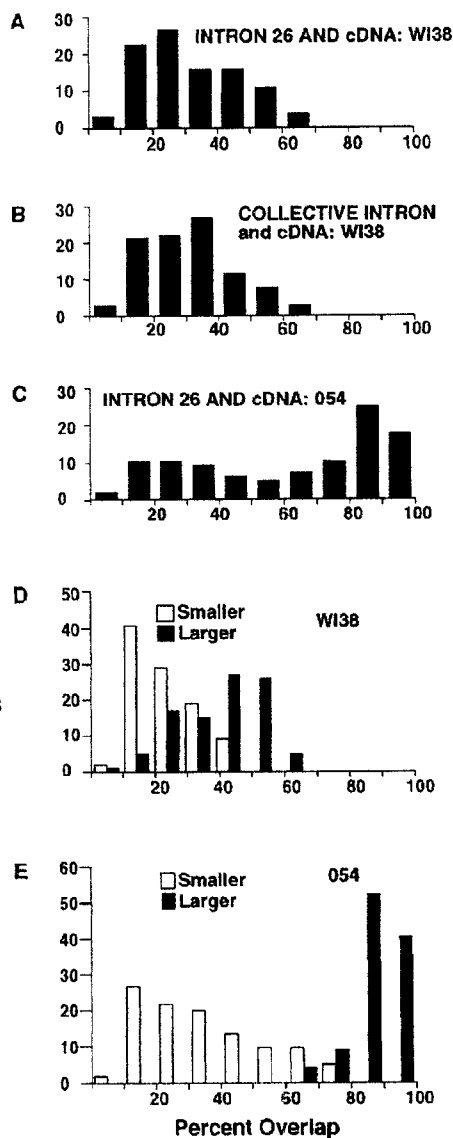 A
INTRON 26 AND cDNA: WI38
30
20
10
0
20 40 60 80 100
B
COLLECTIVE INTRON
and cDNA: WI38
30
20
10
0
20 40 60 80 100
C
INTRON 26 AND cDNA: 054
30
20
10
0
20 40 60 80 100
D
Smaller
Larger
WI38
50
40
30
20
10
0
20 40 60 80 100
E
Smaller
Larger
054
60
50
40
30
20
10
0
20 40 60 80 100
Percent Overlap